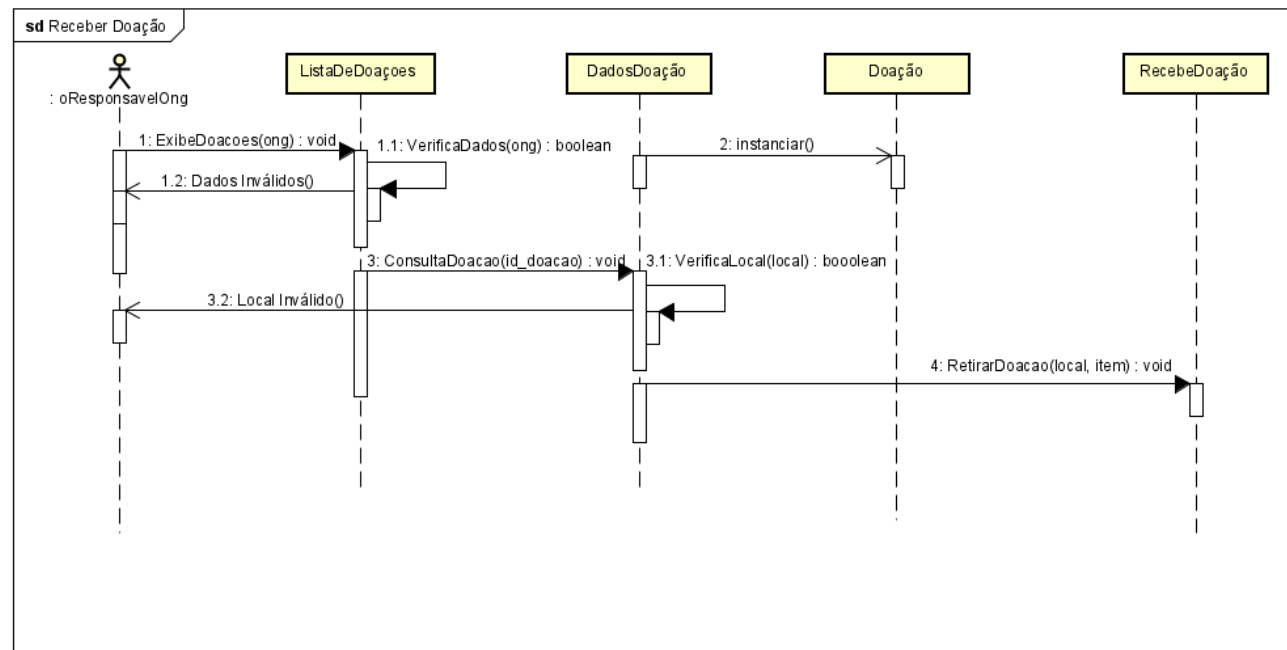 sd Receber Doação
: oResponsavelOng
ListaDeDoaçoes
DadosDoação
Doação
RecebeDoação
1: ExibeDoacoes(ong) : void
1.1: VerificaDados(ong) : boolean
2: instanciar()
1.2: Dados Inválidos()
3: ConsultaDoacao(id_doacao) : void
3.1: VerificaLocal(local) : booolean
3.2: Local Inválido()
4: RetirarDoacao(local, item) : void